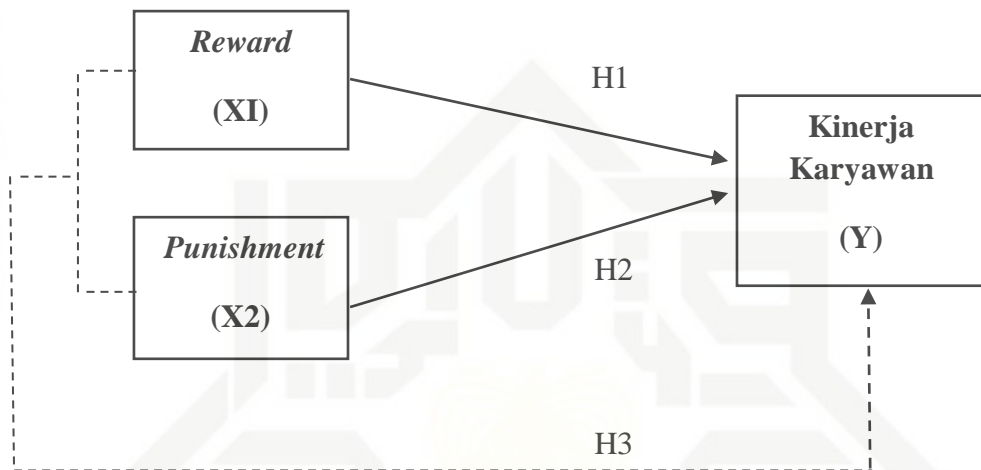 Reward
(XI)
H1
Kinerja
Karyawan
(Y)
Punishment
(X2)
H2
H3